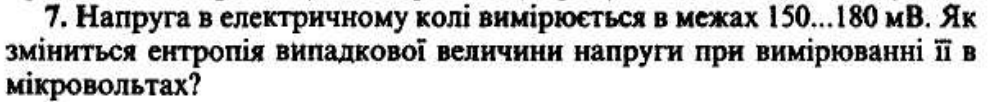 7. Напруга в електричному колі вимірюється в межах 150...180 мВ. Як
зміниться ентропія випадкової величини напруги при вимірюванні її в
мікровольтах?